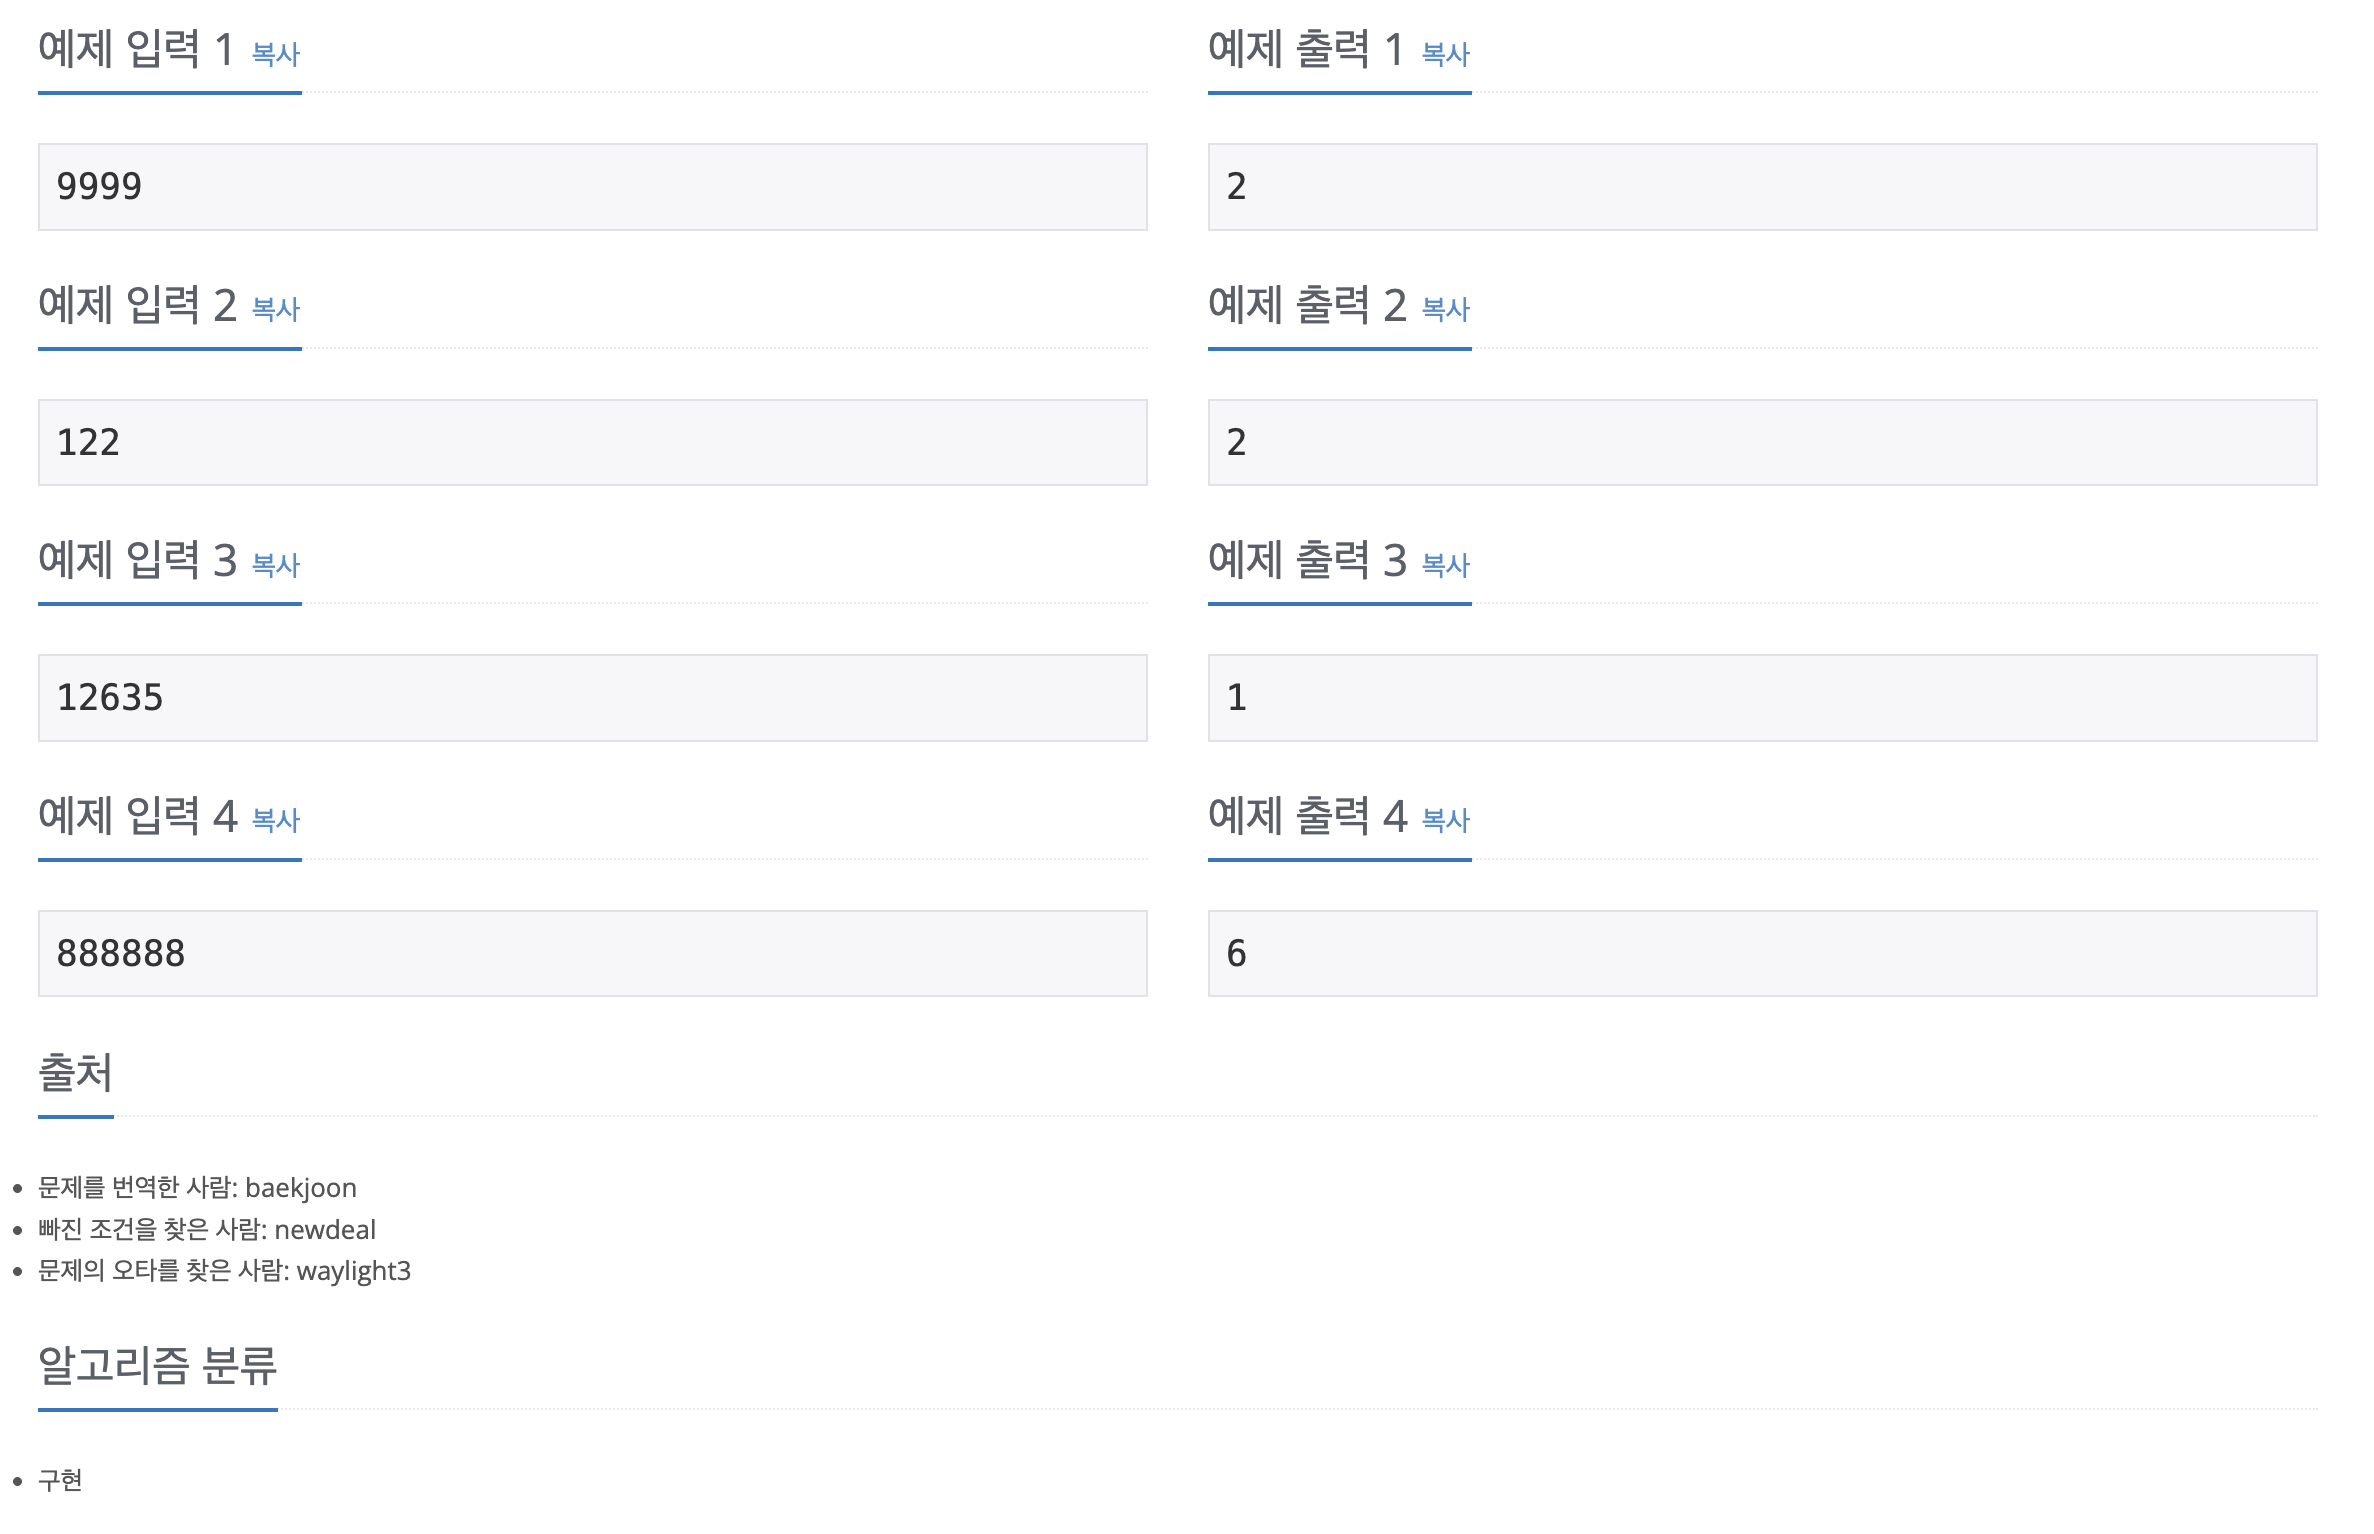 예제 입력 1 복사
예제 출력 1 복사
9999
2
예제 입력 2 복사
예제 출력 2 복사
122
2
예제 입력 3 복사
예제 출력 3 복사
12635
1
예제 입력 4 복사
예제 출력 4 복사
888888
6
출처
문제를 번역한 사람: baekjoon
빠진 조건을 찾은 사람: newdeal
문제의 오타를 찾은 사람: waylight3
알고리즘 분류
구현